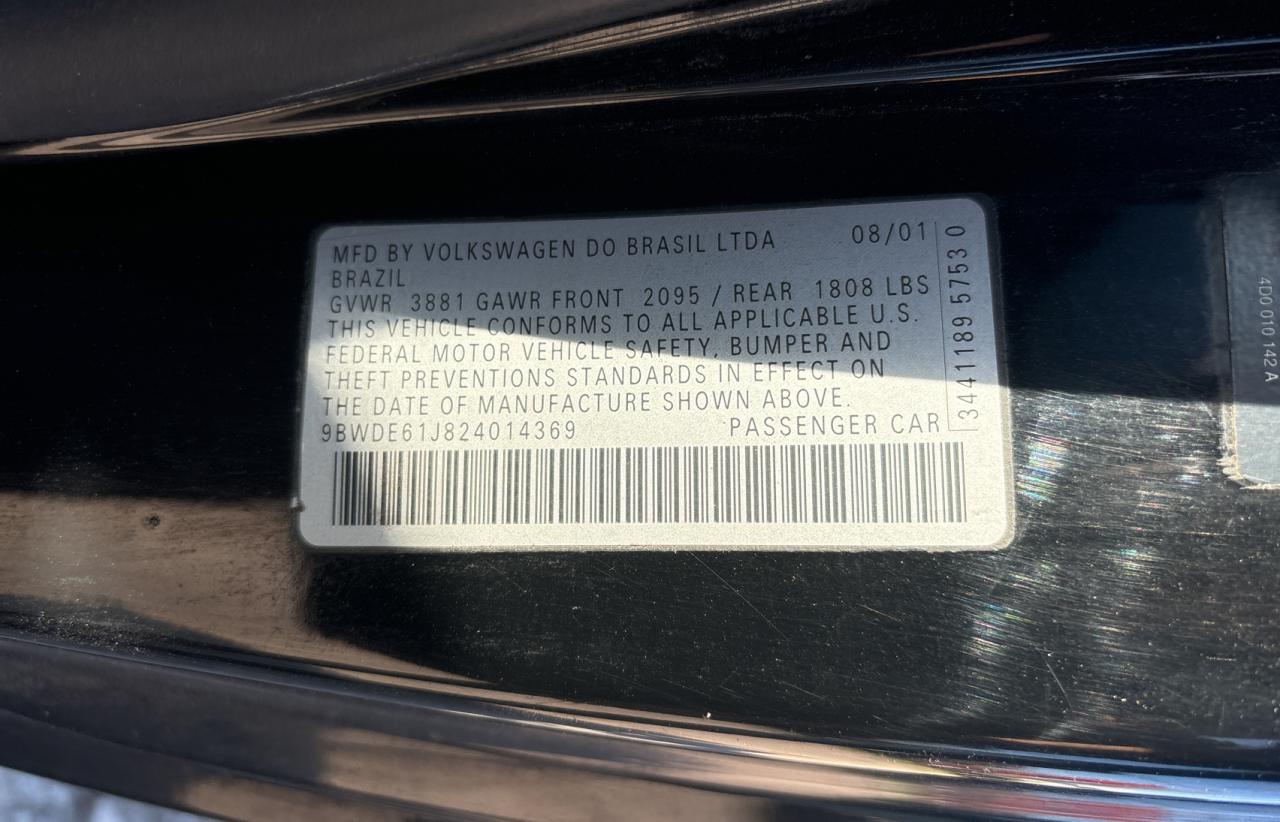 MFD BY VOLKSWAGEN DO BRASIL LTDA 08/01
BRAZIL
GVWR 3881 GAWR FRONT 2095 / REAR 1808 LBS
THIS VEHICLE CONFORMS TO ALL APPLICABLE U.S.
FEDERAL MOTOR VEHICLE SAFETY, BUMPER AND
THEFT PREVENTIONS STANDARDS IN EFFECT ON
THE DATE OF MANUFACTURE SHOWN ABOVE.
9BWDE61J824014369 PASSENGER CAR
3441189 5753 0
4D0 010 142 A